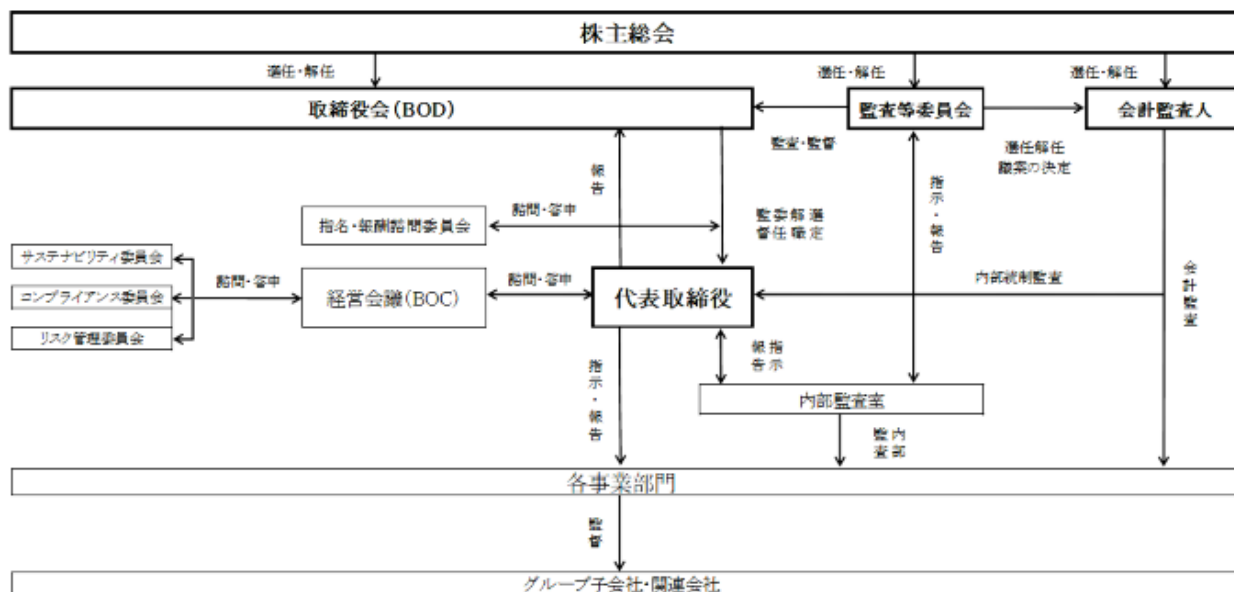 株主総会
選任・解任
選任・解任
選任・解任
取締役会(BOD)
監査等委員会
会計監査人
監査・監督
選任解任
議案の決定
報告
指示・報告
諮問・答申
指名・報酬諮問委員会
選定
解職
委任
監督
サステナビリティ委員会
コンプライアンス委員会
リスク管理委員会
諮問・答申
経営会議(BOC)
諮問・答申
代表取締役
内部統制監査
会計監査
指示
報告
指示・報告
内部監査室
内部
監査
各事業部門
グループ子会社・関連会社